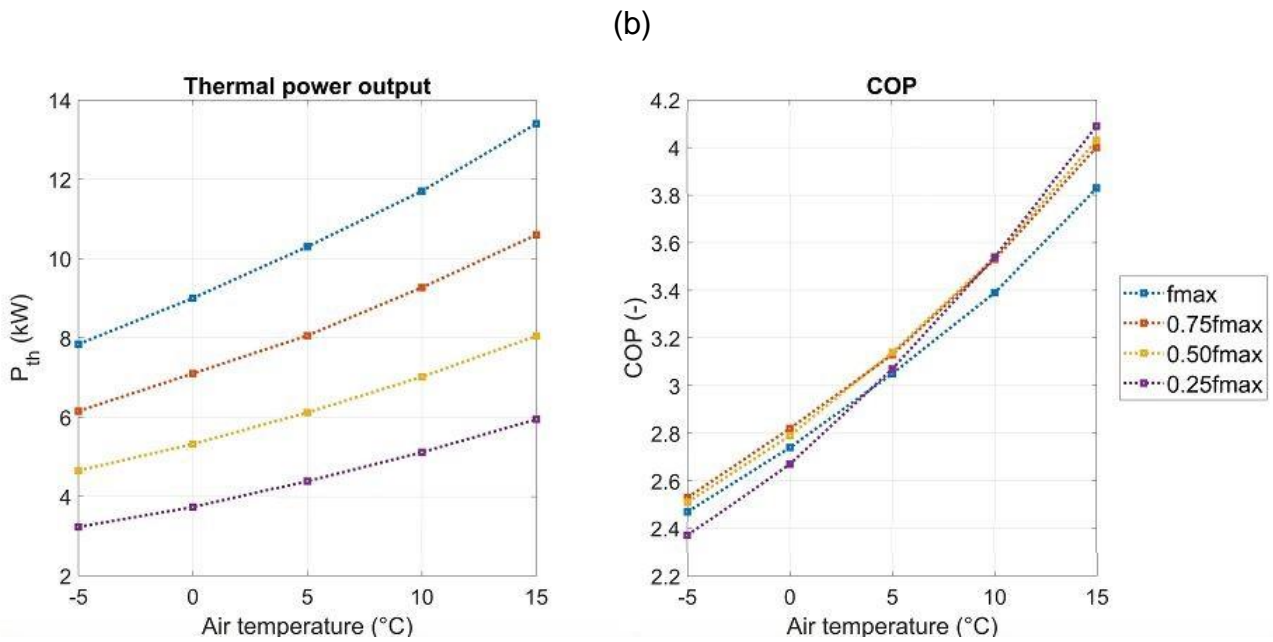 (b)
Thermal power output
14
12
10
8
6
4
2
-5 0 5 10 15
P_th (kW)
Air temperature (°C)
COP
4.2
4
3.8
3.6
3.4
3.2
3
2.8
2.6
2.4
2.2
-5 0 5 10 15
COP (-)
Air temperature (°C)
fmax
0.75fmax
0.50fmax
0.25fmax